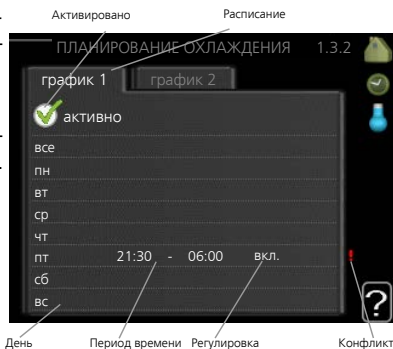 Активировано Расписание
ПЛАНИРОВАНИЕ ОХЛАЖДЕНИЯ 1.3.2
график 1 график 2
активно
все
пн
вт
ср
чт
пт 21:30 - 06:00 вкл.
сб
вс
?
День Период времени Регулировка Конфликт